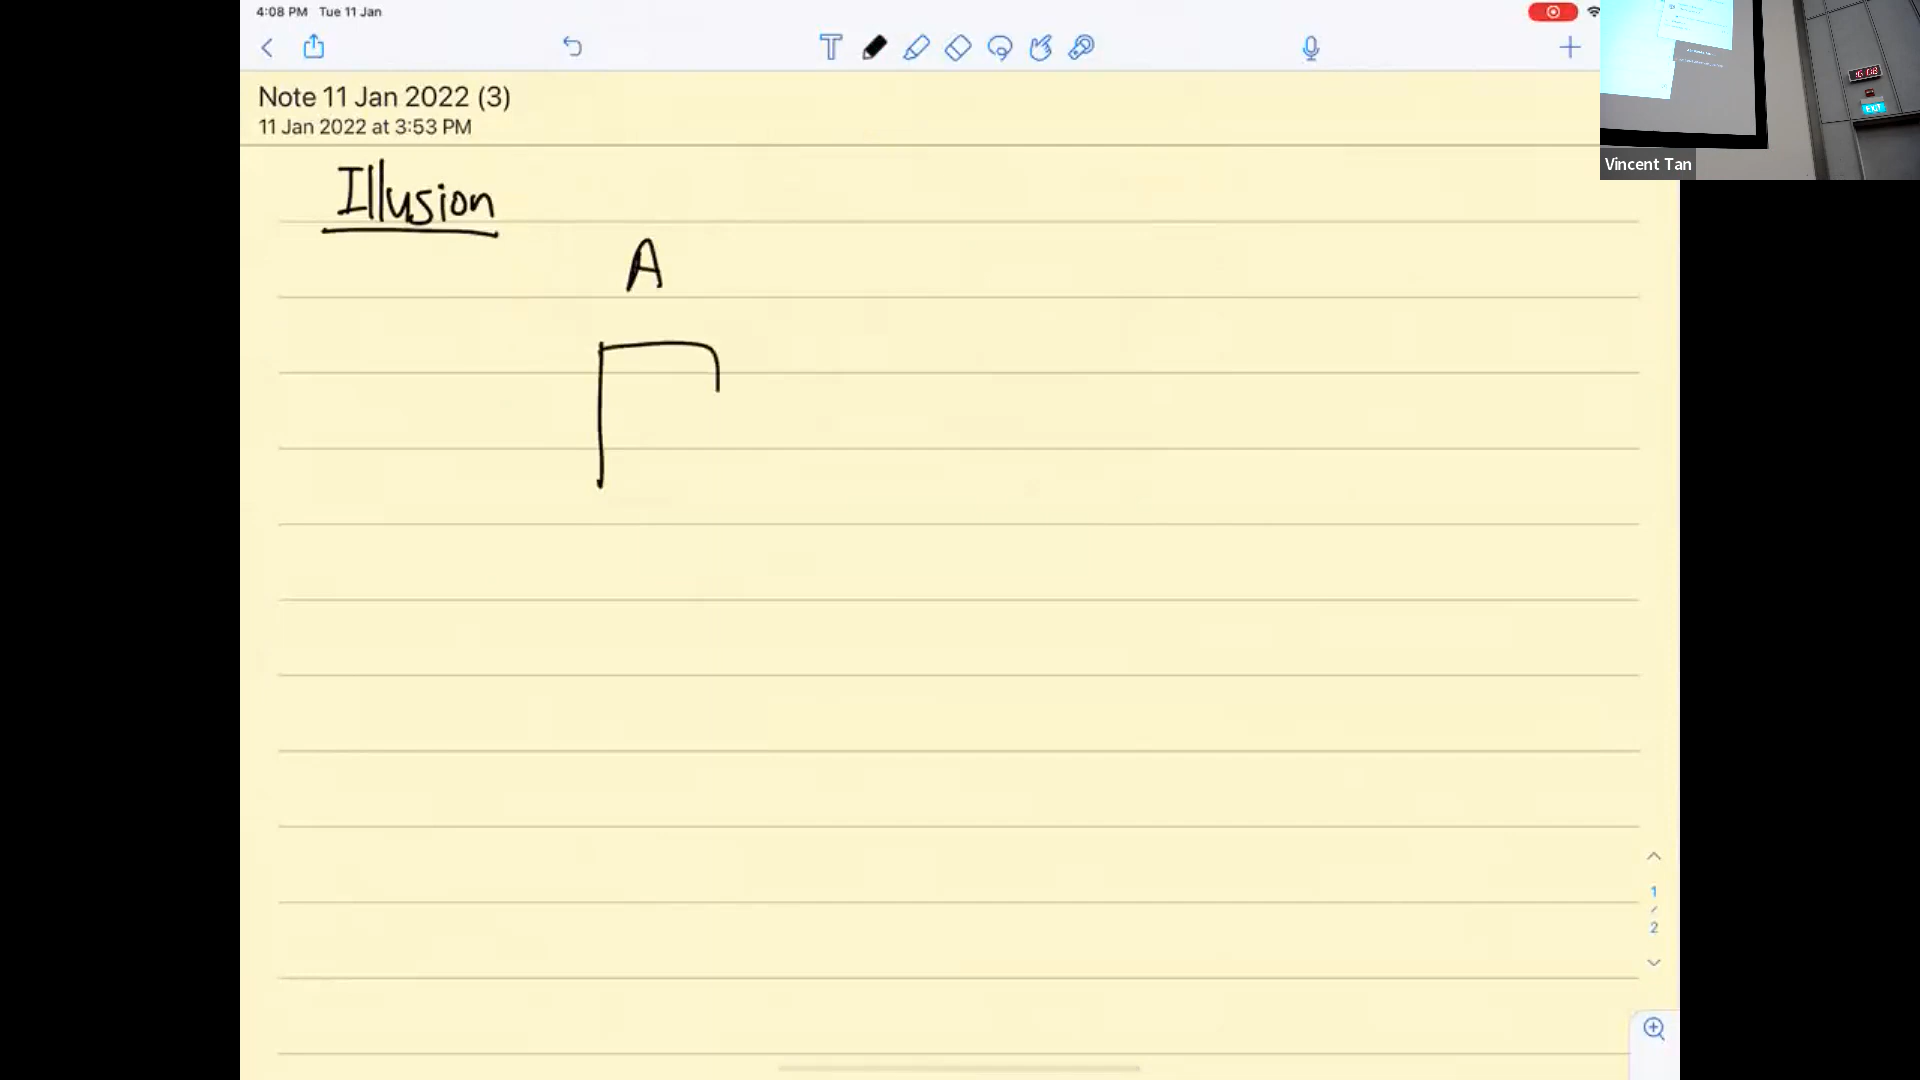 4:08 PM Tue 11 Jan
Note 11 Jan 2022 (3)
11 Jan 2022 at 3:53 PM
Illusion
A
EXIT
Vincent Tan
1
/
2